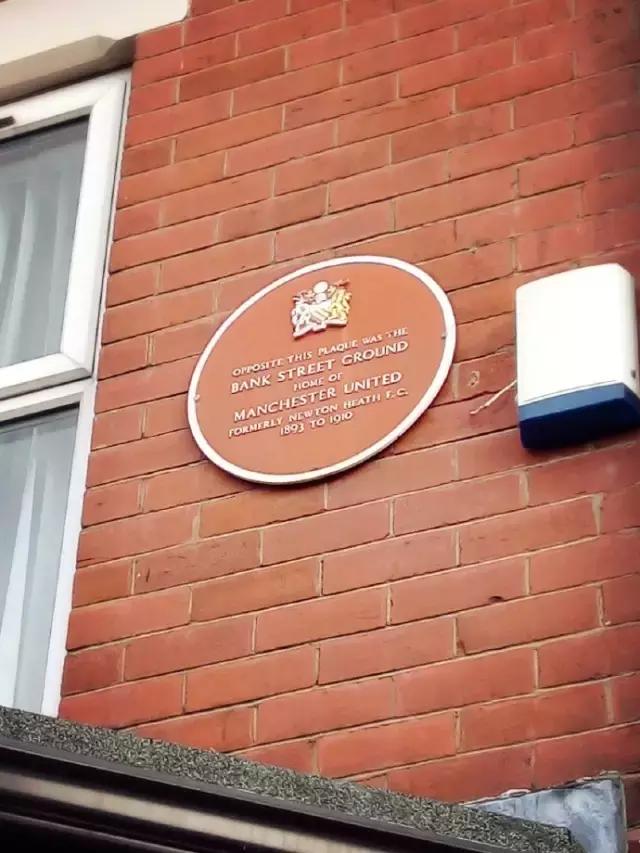 OPPOSITE THIS PLAQUE WAS THE
BANK STREET GROUND
HOME OF
MANCHESTER UNITED
FORMERLY NEWTON HEATH F.C.
1893 TO 1910